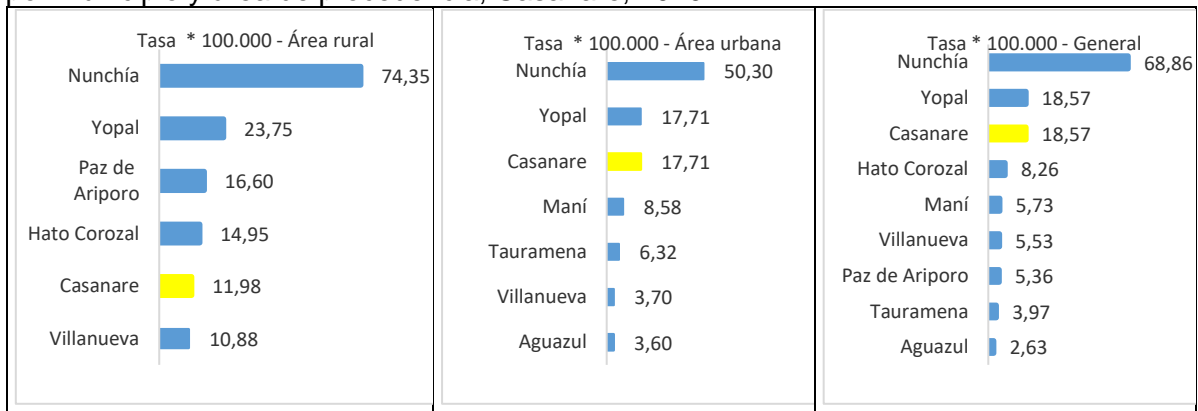 Tasa * 100.000 - Área rural
Nunchía 74,35
Yopal 23,75
Paz de
Ariporo 16,60
Hato Corozal 14,95
Casanare 11,98
Villanueva 10,88
Tasa * 100.000 - Área urbana
Nunchía 50,30
Yopal 17,71
Casanare 17,71
Maní 8,58
Tauramena 6,32
Villanueva 3,70
Aguazul 3,60
Tasa * 100.000 - General
Nunchía 68,86
Yopal 18,57
Casanare 18,57
Hato Corozal 8,26
Maní 5,73
Villanueva 5,53
Paz de Ariporo 5,36
Tauramena 3,97
Aguazul 2,63